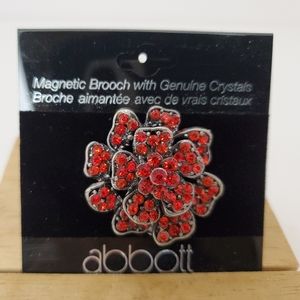 Magnetic Brooch with Genuine Crystals
Broche aimantée avec de vrais cristaux
abbott